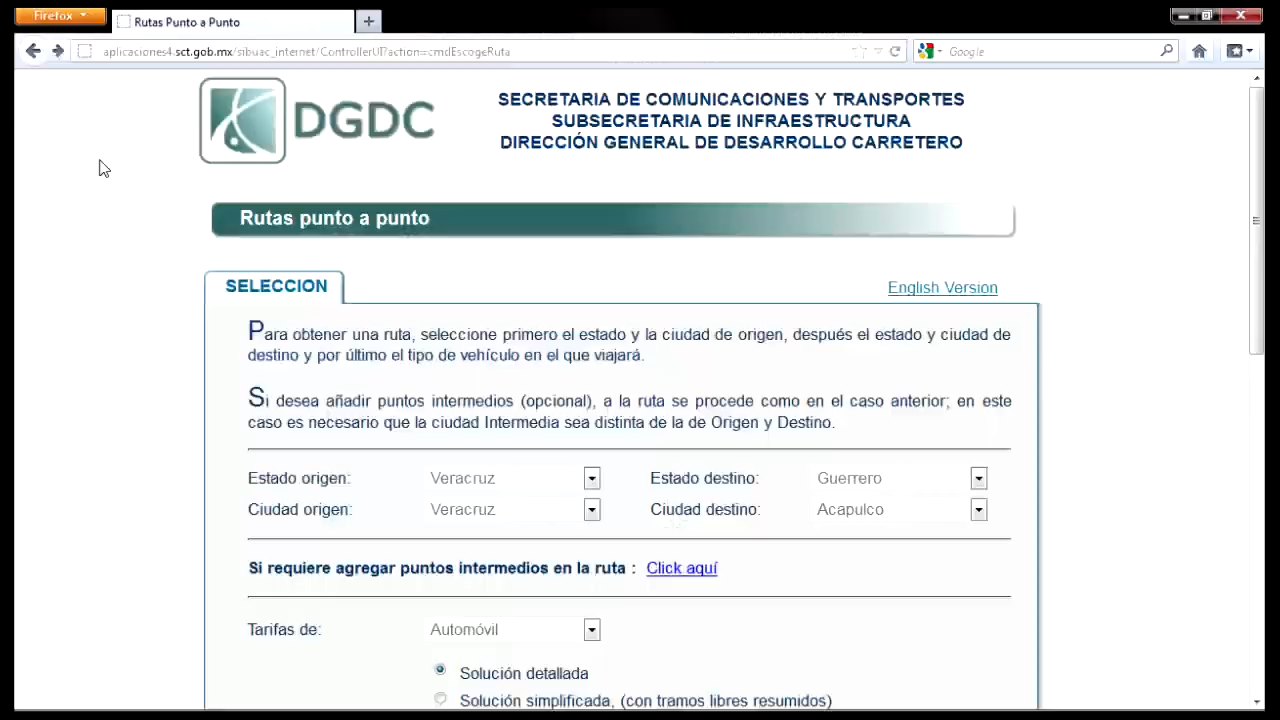 Firefox
Rutas Punto a Punto
aplicaciones4.sct.gob.mx/sibuac_internet/ControllerUI?action=cmdEscogeRuta
Google
DGDC
SECRETARIA DE COMUNICACIONES Y TRANSPORTES
SUBSECRETARIA DE INFRAESTRUCTURA
DIRECCIÓN GENERAL DE DESARROLLO CARRETERO
Rutas punto a punto
SELECCION
English Version
Para obtener una ruta, seleccione primero el estado y la ciudad de origen, después el estado y ciudad de
destino y por último el tipo de vehículo en el que viajará.
Si desea añadir puntos intermedios (opcional), a la ruta se procede como en el caso anterior; en este
caso es necesario que la ciudad Intermedia sea distinta de la de Origen y Destino.
Estado origen: Veracruz Estado destino: Guerrero
Ciudad origen: Veracruz Ciudad destino: Acapulco
Si requiere agregar puntos intermedios en la ruta : Click aquí
Tarifas de: Automóvil
Solución detallada
Solución simplificada, (con tramos libres resumidos)